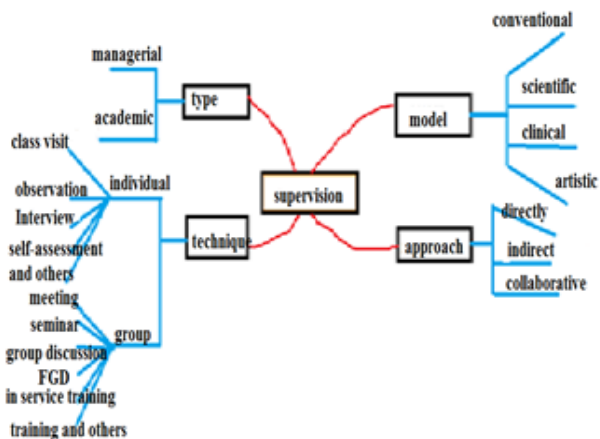 supervision
type
managerial
academic
technique
individual
class visit
observation
Interview
self-assessment
and others
group
meeting
seminar
group discussion
FGD
in service training
training and others
model
conventional
scientific
clinical
artistic
approach
directly
indirect
collaborative